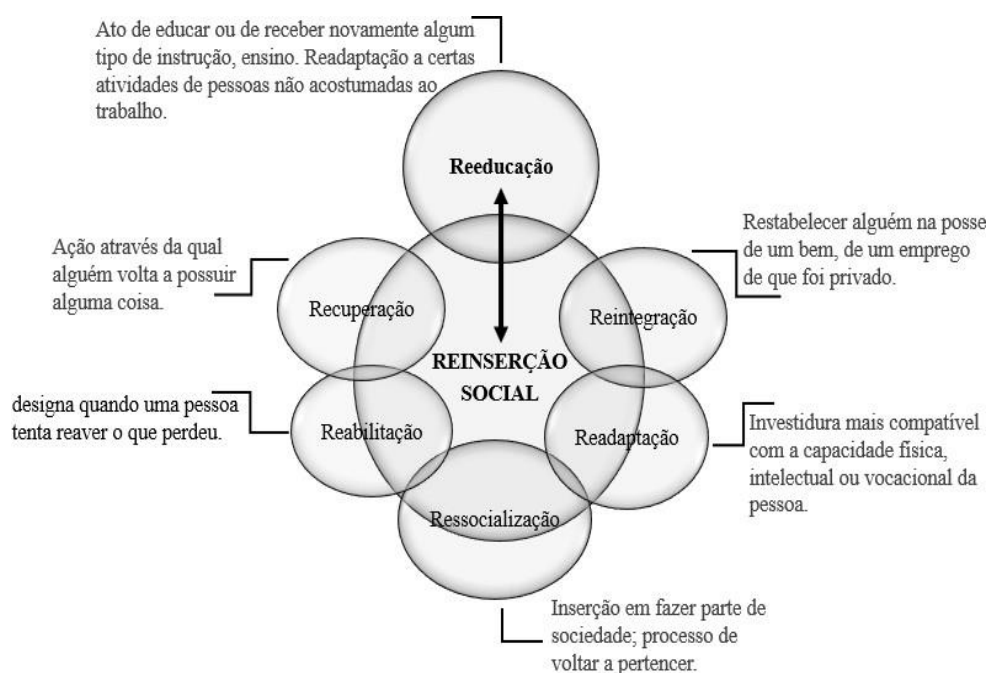 Ato de educar ou de receber novamente algum
tipo de instrução, ensino. Readaptação a certas
atividades de pessoas não acostumadas ao
trabalho.
Reeducação
Restabelecer alguém na posse
de um bem, de um emprego
de que foi privado.
Ação através da qual
alguém volta a possuir
alguma coisa.
Recuperação
Reintegração
REINSERÇÃO
SOCIAL
designa quando uma pessoa
tenta reaver o que perdeu.
Reabilitação
Readaptação
Investidura mais compatível
com a capacidade física,
intelectual ou vocacional da
pessoa.
Ressocialização
Inserção em fazer parte de
sociedade; processo de
voltar a pertencer.